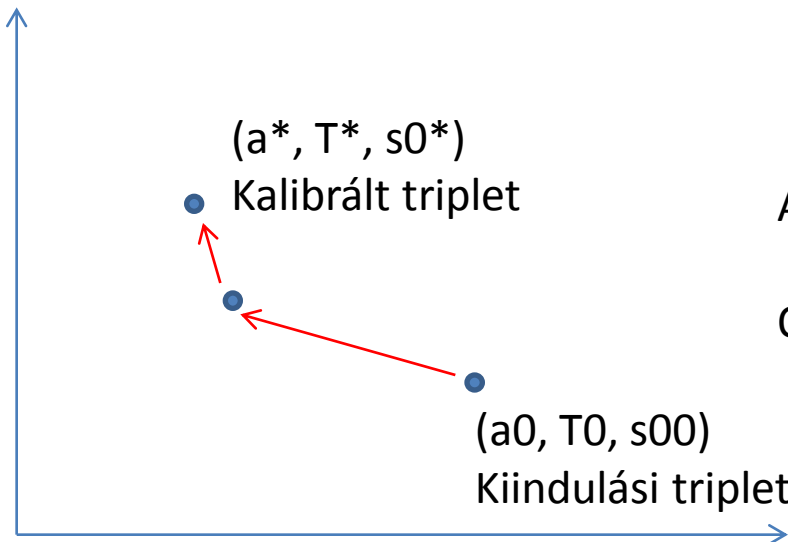 (a*, T*, s0*)
Kalibrált triplet
(a0, T0, s00)
Kiindulási triplet